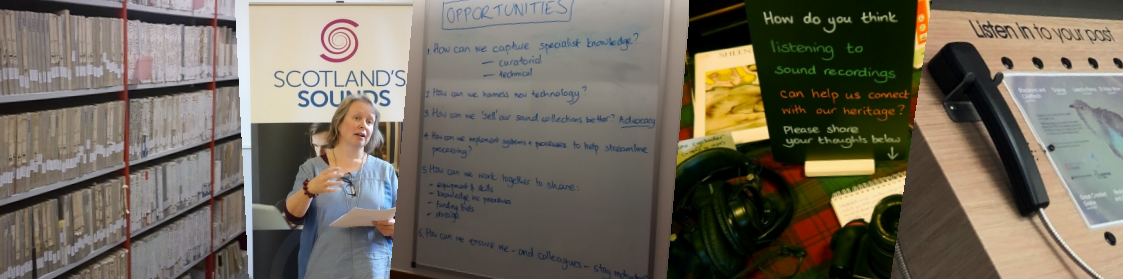 SCOTLAND'S
SOUNDS
OPPORTUNITIES
1. How can we capture specialist knowledge?
— curatorial
— technical
2. How can we harness new technology?
3. How can we 'sell' our sound collections better? Advocacy
4. How can we implement systems + processes to help streamline
processing?
5. How can we work together to share:
- equipment & skills
- knowledge inc priorities
- funding bids
- storage
6. How can we ensure we - and colleagues - stay motivated
How do you think
listening to
sound recordings
can help us connect
with our heritage?
Please share
your thoughts below
Listen in to your past